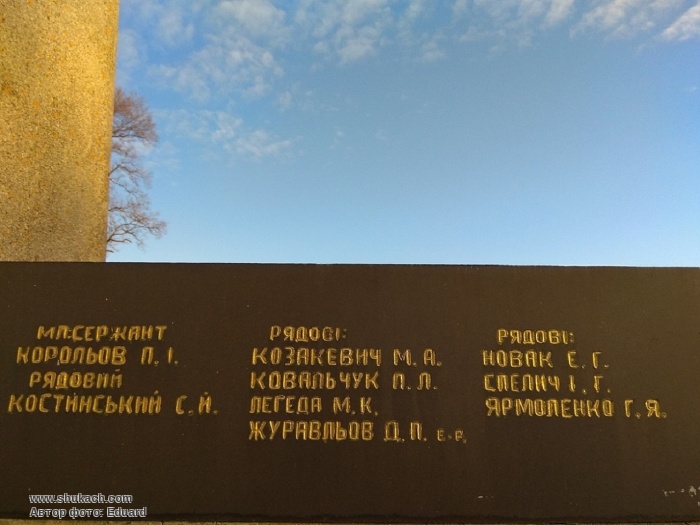 МЛ.СЕРЖАНТ
КОРОЛЬОВ П. І.
РЯДОВИЙ
КОСТИНСЬКИЙ С. Й.
РЯДОВІ:
КОЗАКЕВИЧ М. А.
КОВАЛЬЧУК П. Л.
ЛЕГЕДА М. К.
ЖУРАВЛЬОВ Д. П. Е.Р.
РЯДОВІ:
НОВАК Є. Г.
СПЕЛИЧ І. Г.
ЯРМОЛЕНКО Г. Я.
www.shukach.com
Автор фото: Eduard